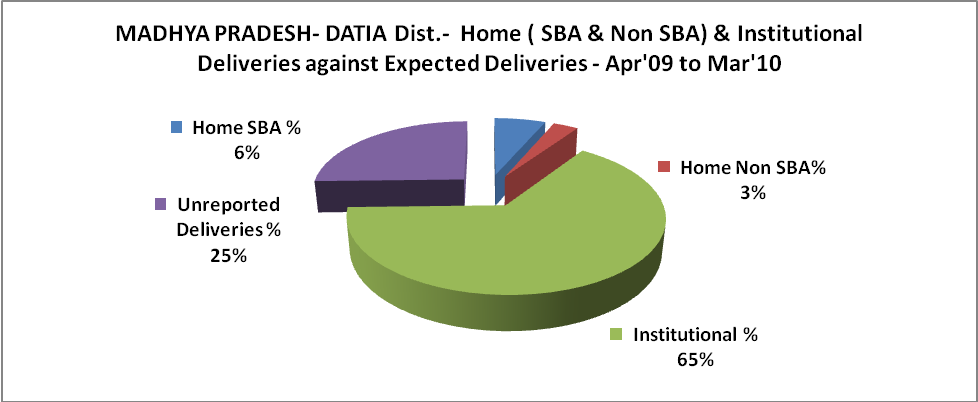 MADHYA PRADESH- DATIA Dist.- Home ( SBA & Non SBA) & Institutional
Deliveries against Expected Deliveries - Apr'09 to Mar'10
Home SBA %
6%
Home Non SBA%
3%
Unreported
Deliveries %
25%
Institutional %
65%